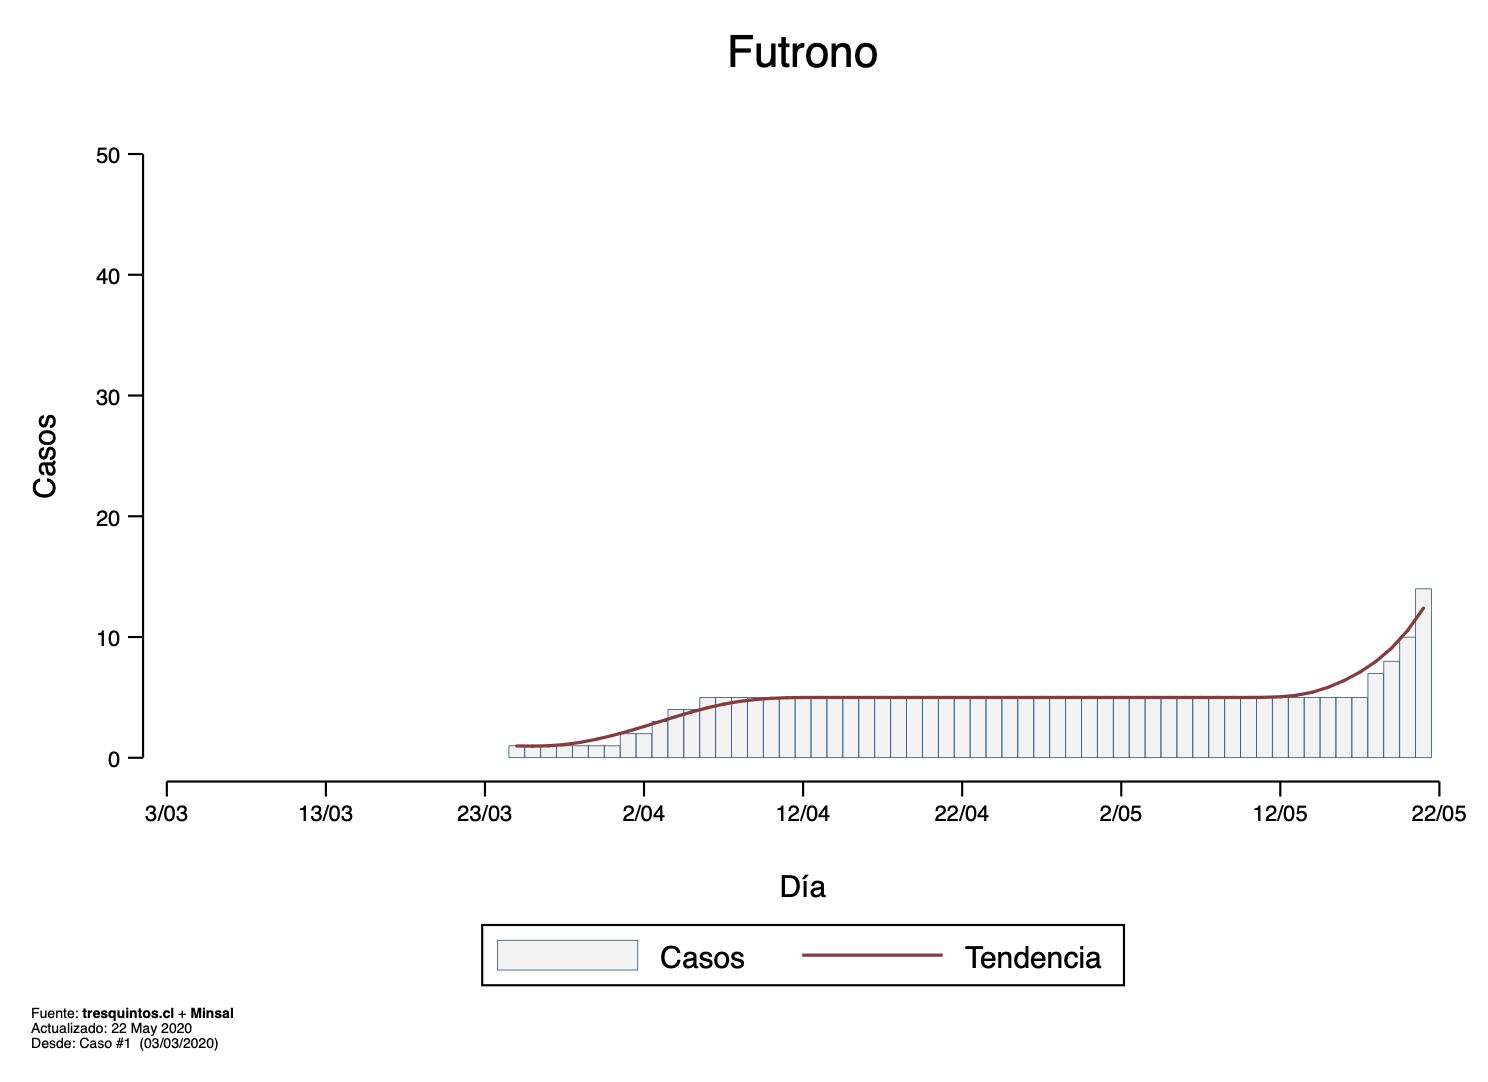 Futrono
50
40
30
20
10
0
Casos
3/03 13/03 23/03 2/04 12/04 22/04 2/05 12/05 22/05
Día
Casos Tendencia
Fuente: tresquintos.cl + Minsal
Actualizado: 22 May 2020
Desde: Caso #1 (03/03/2020)